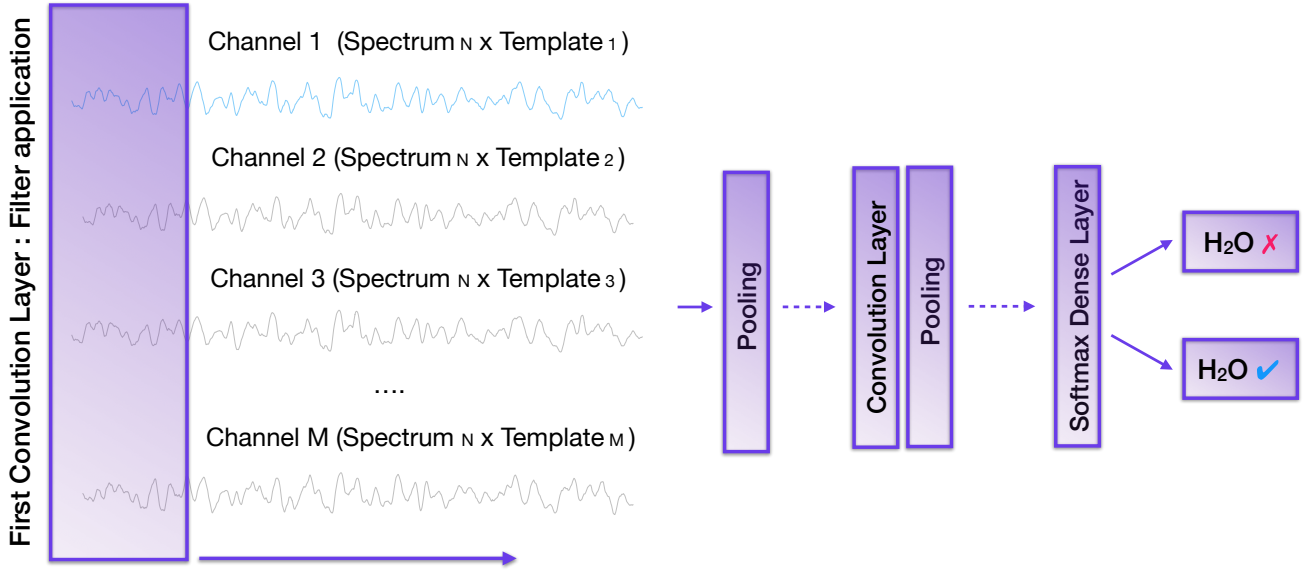 First Convolution Layer : Filter application
Channel 1 (Spectrum N x Template 1 )
Channel 2 (Spectrum N x Template 2 )
Channel 3 (Spectrum N x Template 3 )
....
Channel M (Spectrum N x Template M )
Pooling
Convolution Layer
Pooling
Softmax Dense Layer
H₂O ✗
H₂O ✔